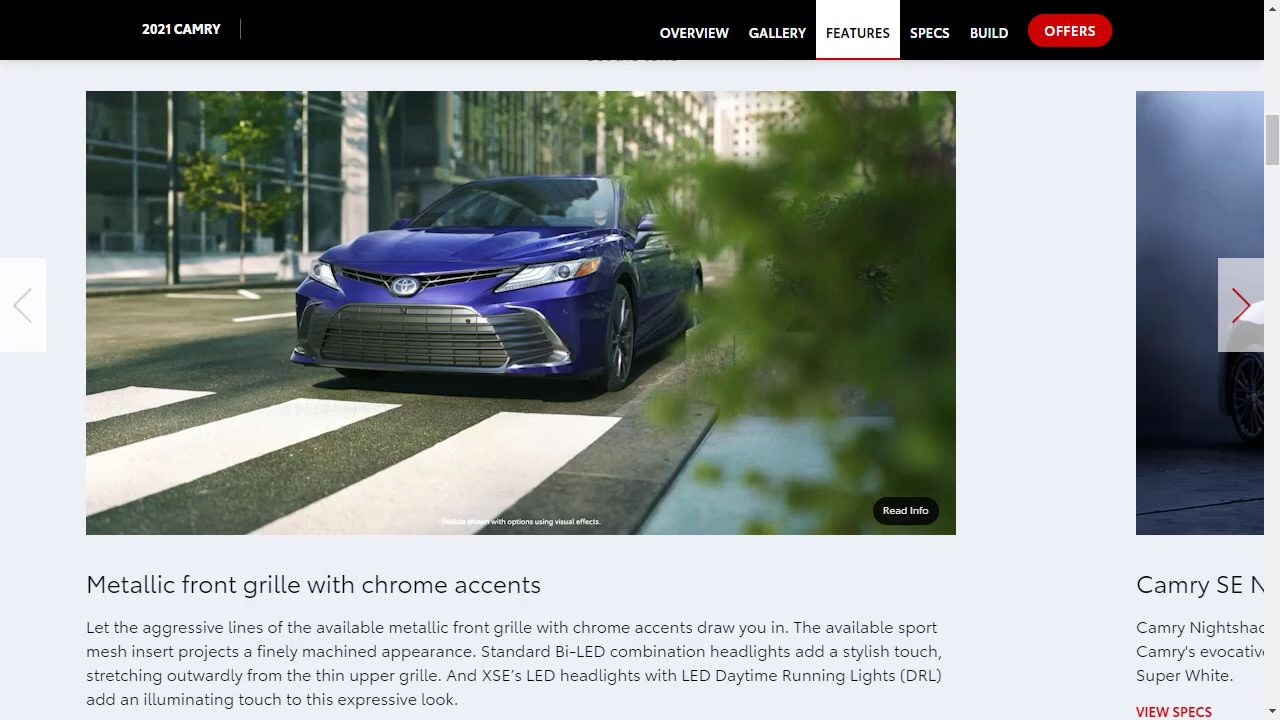 2021 CAMRY
OVERVIEW
GALLERY
FEATURES
SPECS
BUILD
OFFERS
Vehicle shown with options using visual effects.
Read Info
Metallic front grille with chrome accents
Let the aggressive lines of the available metallic front grille with chrome accents draw you in. The available sport
mesh insert projects a finely machined appearance. Standard Bi-LED combination headlights add a stylish touch,
stretching outwardly from the thin upper grille. And XSE’s LED headlights with LED Daytime Running Lights (DRL)
add an illuminating touch to this expressive look.
Camry SE N
Camry Nightshad
Camry's evocative
Super White.
VIEW SPECS